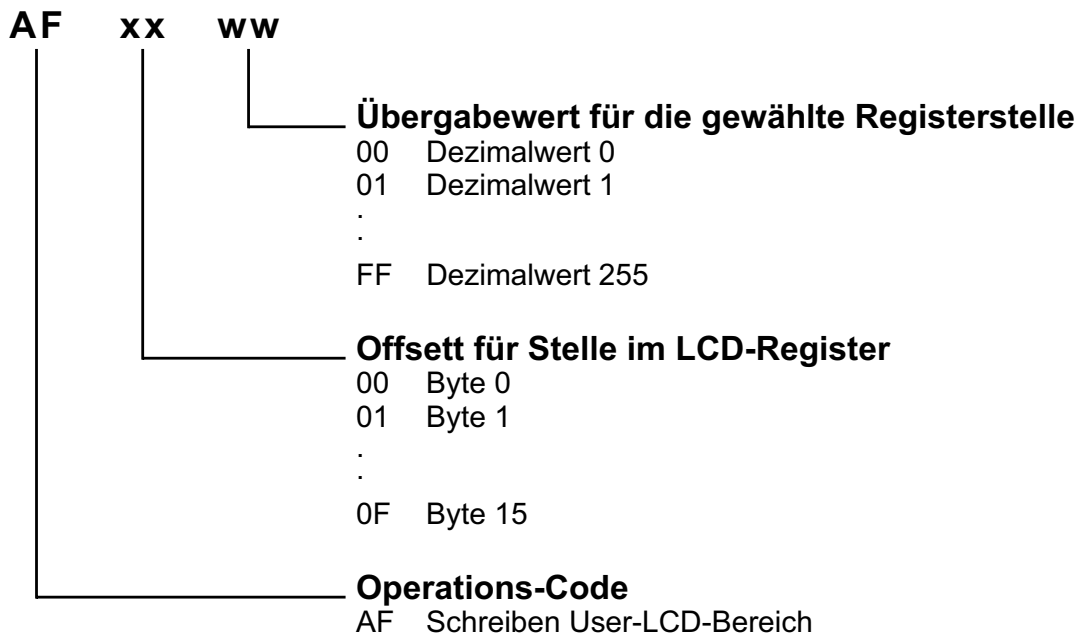 AF xx ww
Übergabewert für die gewählte Registerstelle
00 Dezimalwert 0
01 Dezimalwert 1
.
.
FF Dezimalwert 255
Offsett für Stelle im LCD-Register
00 Byte 0
01 Byte 1
.
.
0F Byte 15
Operations-Code
AF Schreiben User-LCD-Bereich